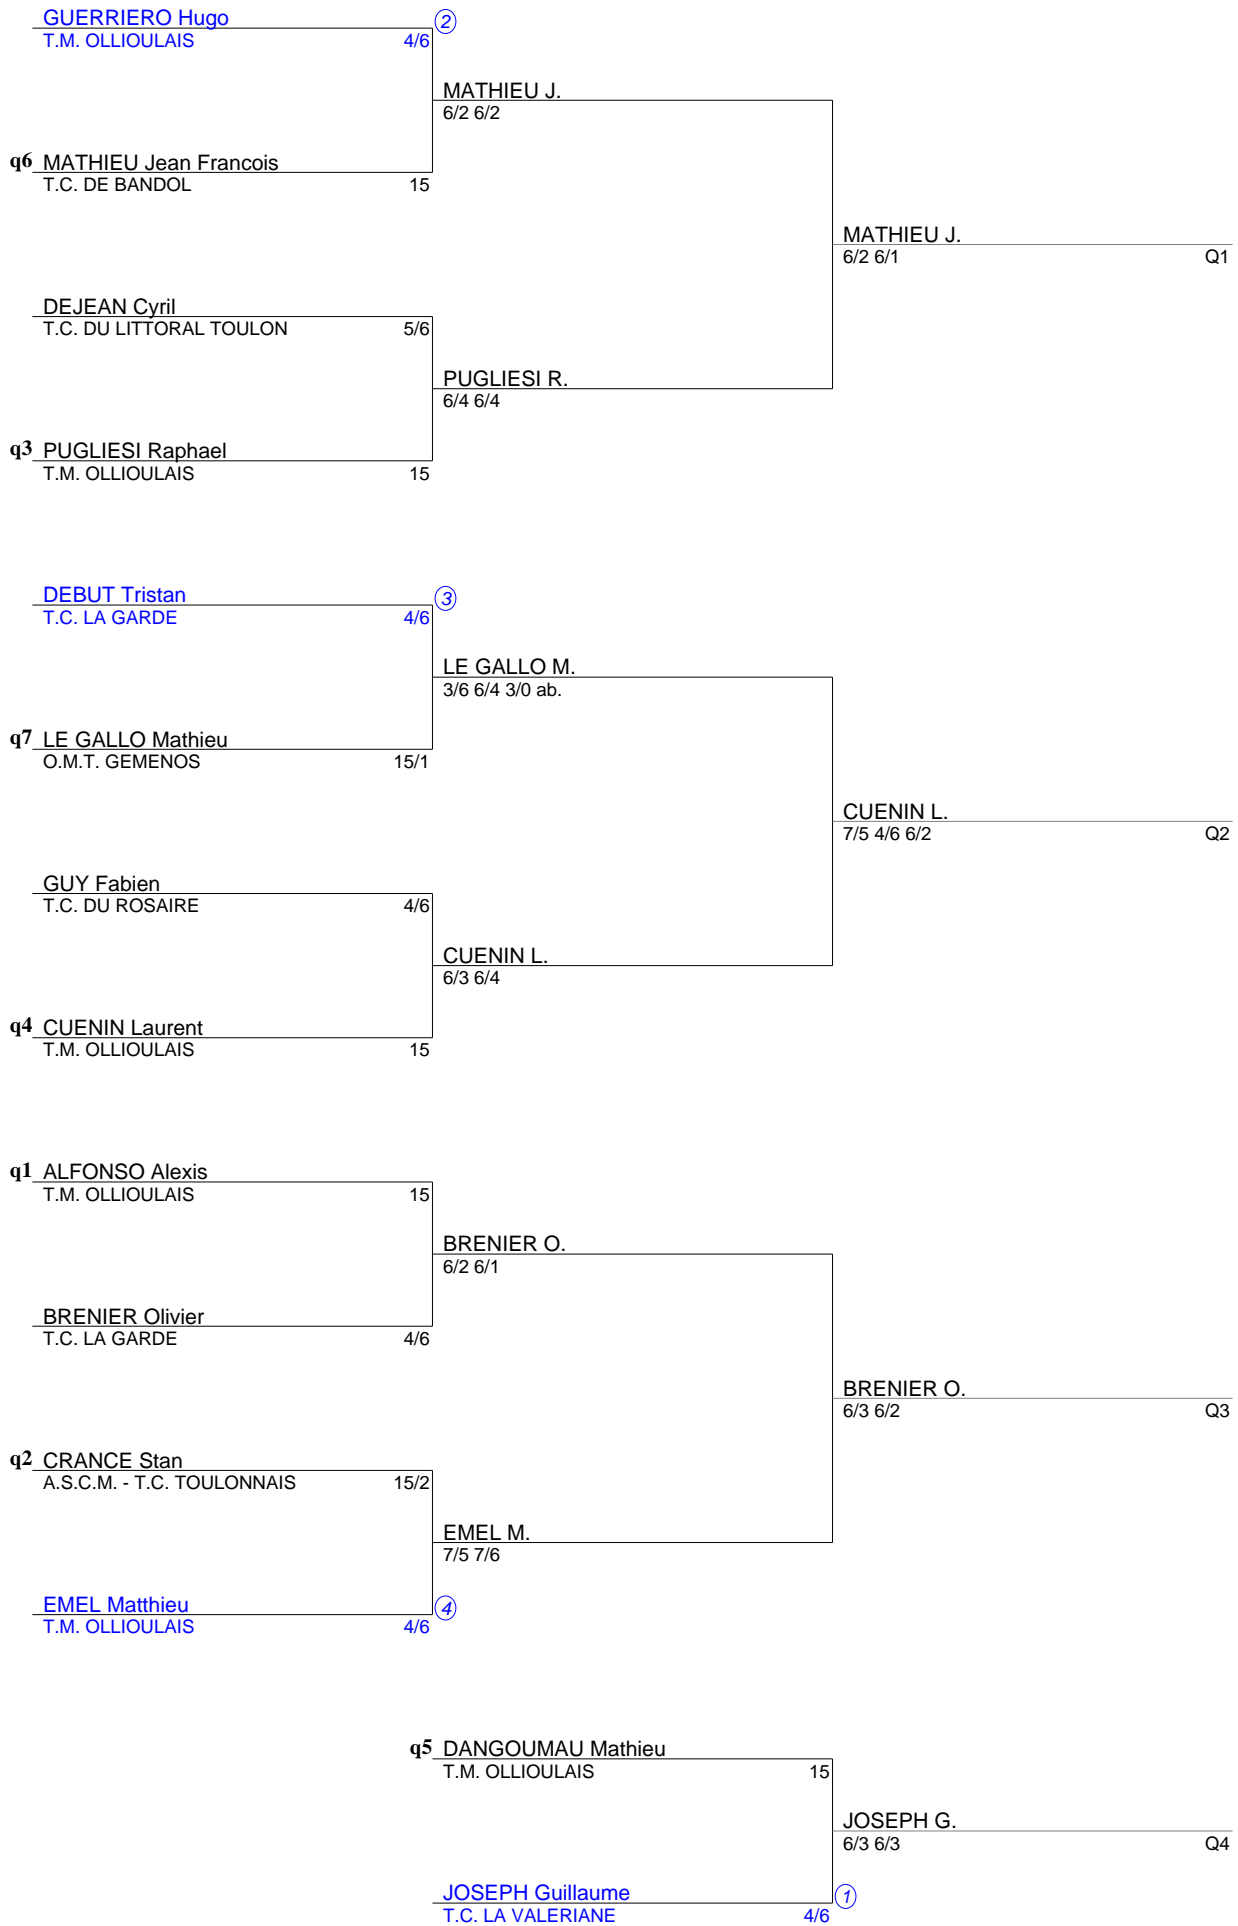 GUERRIERO Hugo 2
T.M. OLLIOULAIS 4/6
MATHIEU J.
6/2 6/2
q6 MATHIEU Jean Francois
T.C. DE BANDOL 15
MATHIEU J.
6/2 6/1 Q1
DEJEAN Cyril
T.C. DU LITTORAL TOULON 5/6
PUGLIESI R.
6/4 6/4
q3 PUGLIESI Raphael
T.M. OLLIOULAIS 15
DEBUT Tristan 3
T.C. LA GARDE 4/6
LE GALLO M.
3/6 6/4 3/0 ab.
q7 LE GALLO Mathieu
O.M.T. GEMENOS 15/1
CUENIN L.
7/5 4/6 6/2 Q2
GUY Fabien
T.C. DU ROSAIRE 4/6
CUENIN L.
6/3 6/4
q4 CUENIN Laurent
T.M. OLLIOULAIS 15
q1 ALFONSO Alexis
T.M. OLLIOULAIS 15
BRENIER O.
6/2 6/1
BRENIER Olivier
T.C. LA GARDE 4/6
BRENIER O.
6/3 6/2 Q3
q2 CRANCE Stan
A.S.C.M. - T.C. TOULONNAIS 15/2
EMEL M.
7/5 7/6
EMEL Matthieu 4
T.M. OLLIOULAIS 4/6
q5 DANGOUMAU Mathieu
T.M. OLLIOULAIS 15
JOSEPH G.
6/3 6/3 Q4
JOSEPH Guillaume 1
T.C. LA VALERIANE 4/6